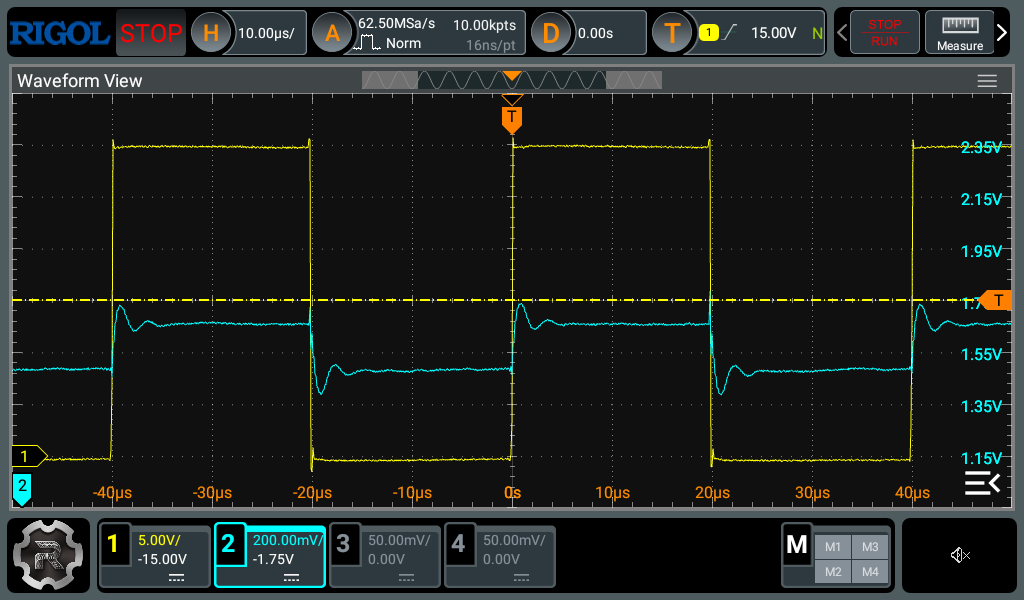 RIGOL STOP H 10.00µs/ A 62.50MSa/s 10.00kpts D 0.00s T 1 15.00V N STOP
Norm 16ns/pt RUN Measure
Waveform View
T
2.35V
2.15V
1.95V
T
1.55V
1.35V
1 1.15V
2 -40µs -30µs -20µs -10µs 0s 10µs 20µs 30µs 40µs
1 5.00V/ 2 200.00mV/ 3 50.00mV/ 4 50.00mV/ M M1 M3
-15.00V -1.75V 0.00V 0.00V M2 M4
R